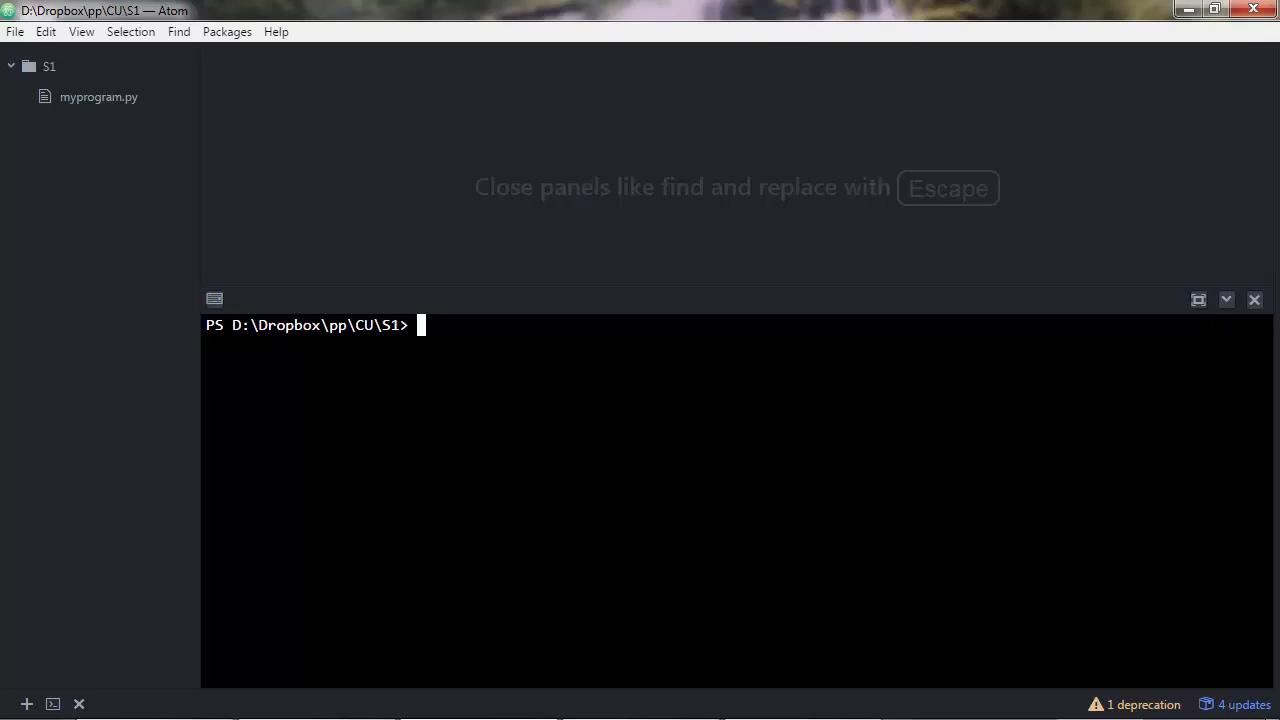 D:\Dropbox\pp\CU\S1 — Atom
File Edit View Selection Find Packages Help
S1
myprogram.py
Close panels like find and replace with Escape
PS D:\Dropbox\pp\CU\S1>
1 deprecation 4 updates